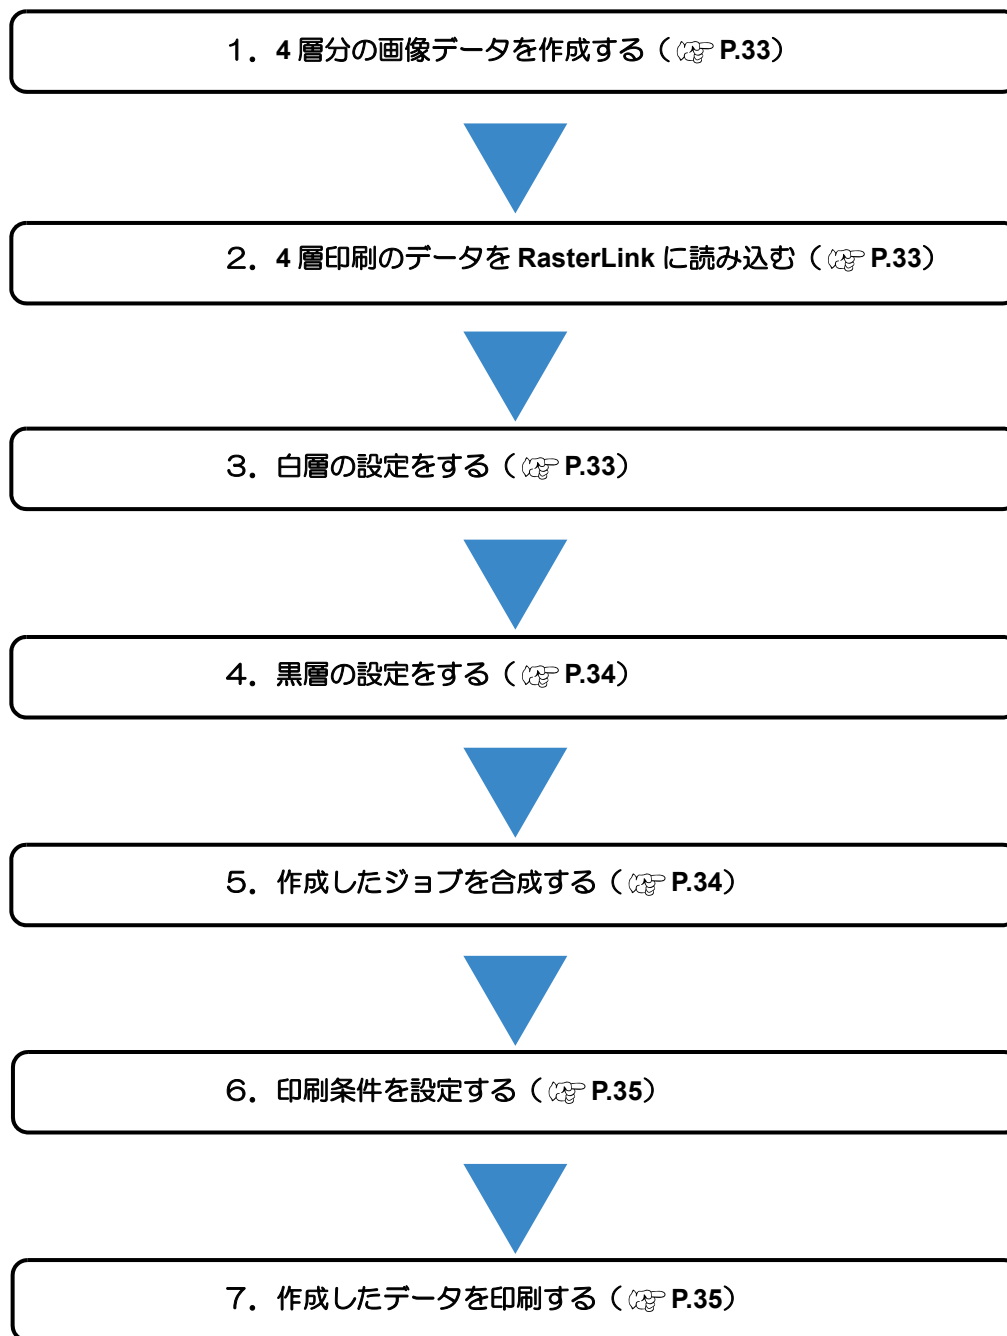 1. 4 層分の画像データを作成する（☞ P.33）
2. 4 層印刷のデータを RasterLink に読み込む（☞ P.33）
3. 白層の設定をする（☞ P.33）
4. 黒層の設定をする（☞ P.34）
5. 作成したジョブを合成する（☞ P.34）
6. 印刷条件を設定する（☞ P.35）
7. 作成したデータを印刷する（☞ P.35）